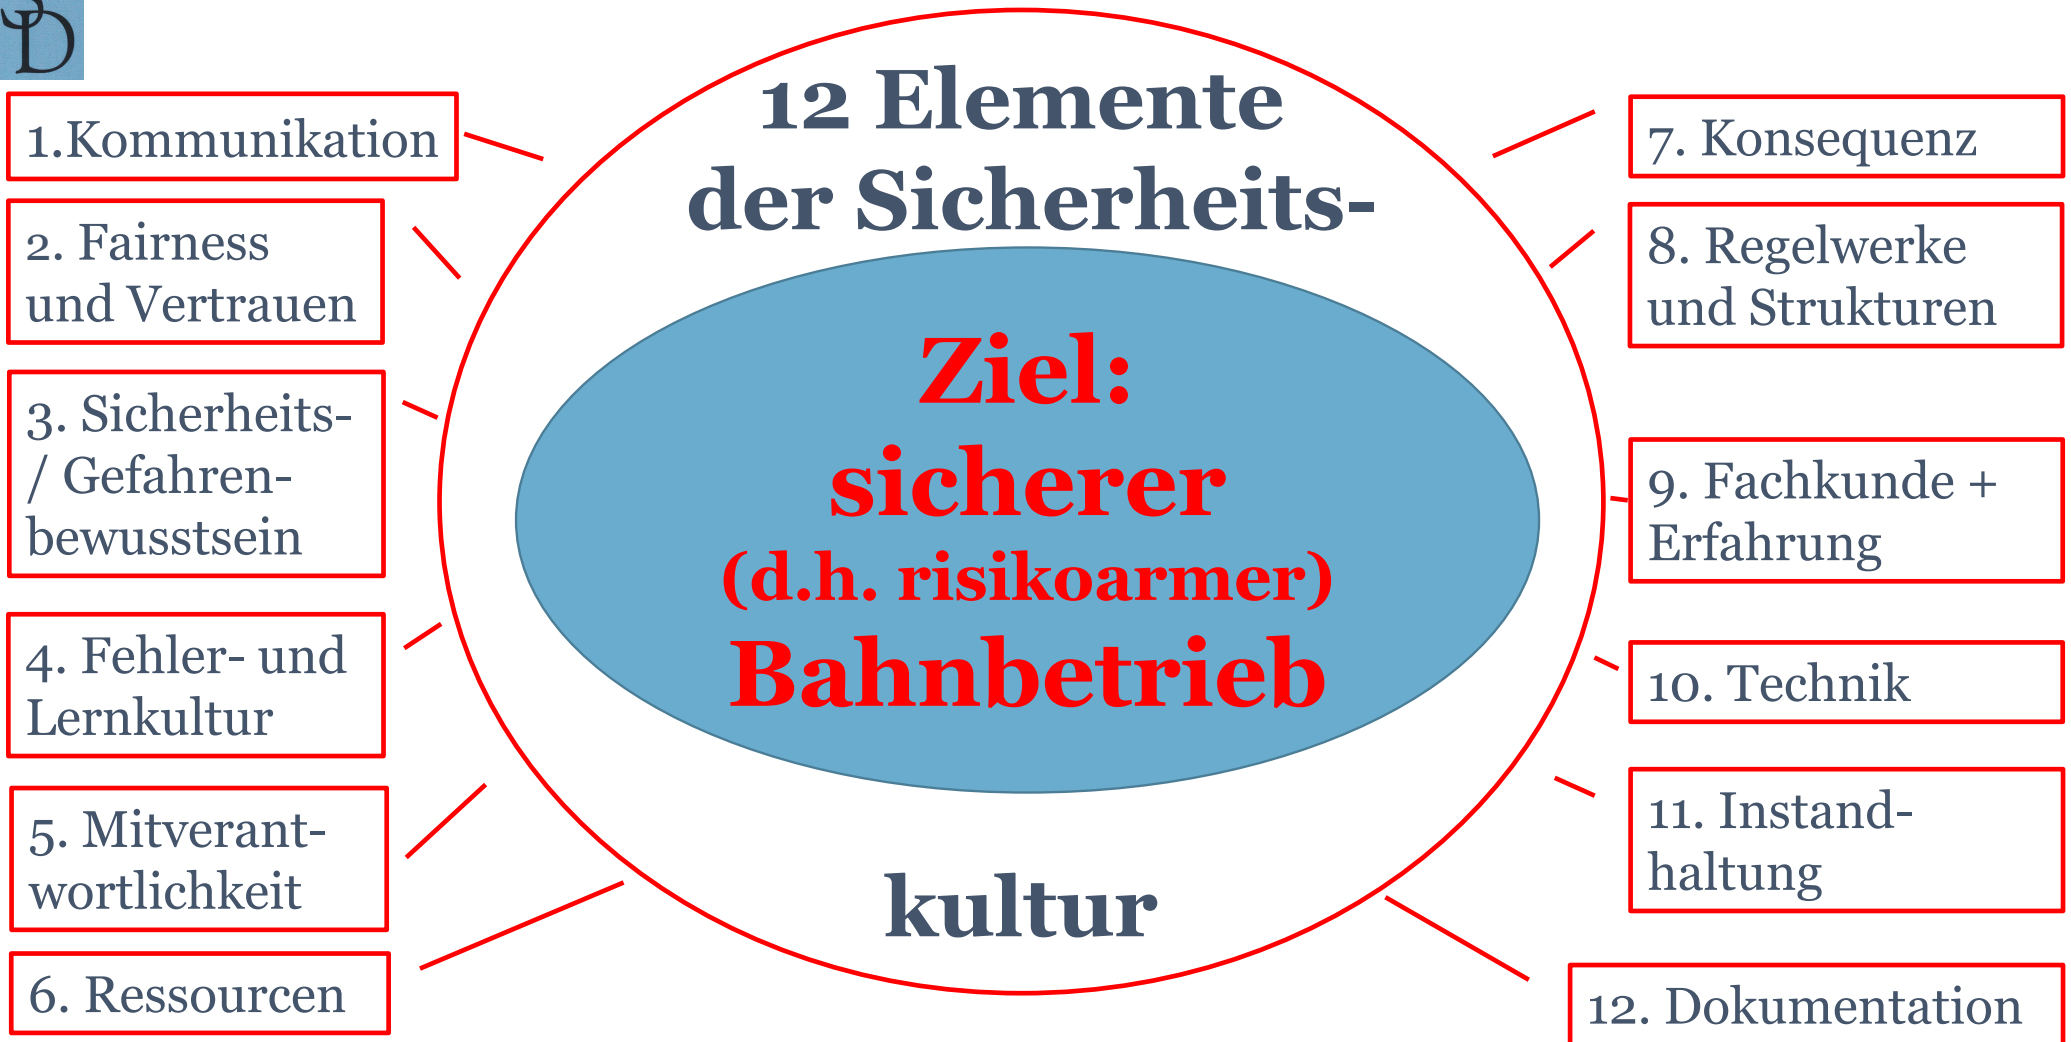 D
12 Elemente
der Sicherheits-
Ziel:
sicherer
(d.h. risikoarmer)
Bahnbetrieb
kultur
1.Kommunikation
2. Fairness
und Vertrauen
3. Sicherheits-
/ Gefahren-
bewusstsein
4. Fehler- und
Lernkultur
5. Mitverant-
wortlichkeit
6. Ressourcen
7. Konsequenz
8. Regelwerke
und Strukturen
9. Fachkunde +
Erfahrung
10. Technik
11. Instand-
haltung
12. Dokumentation